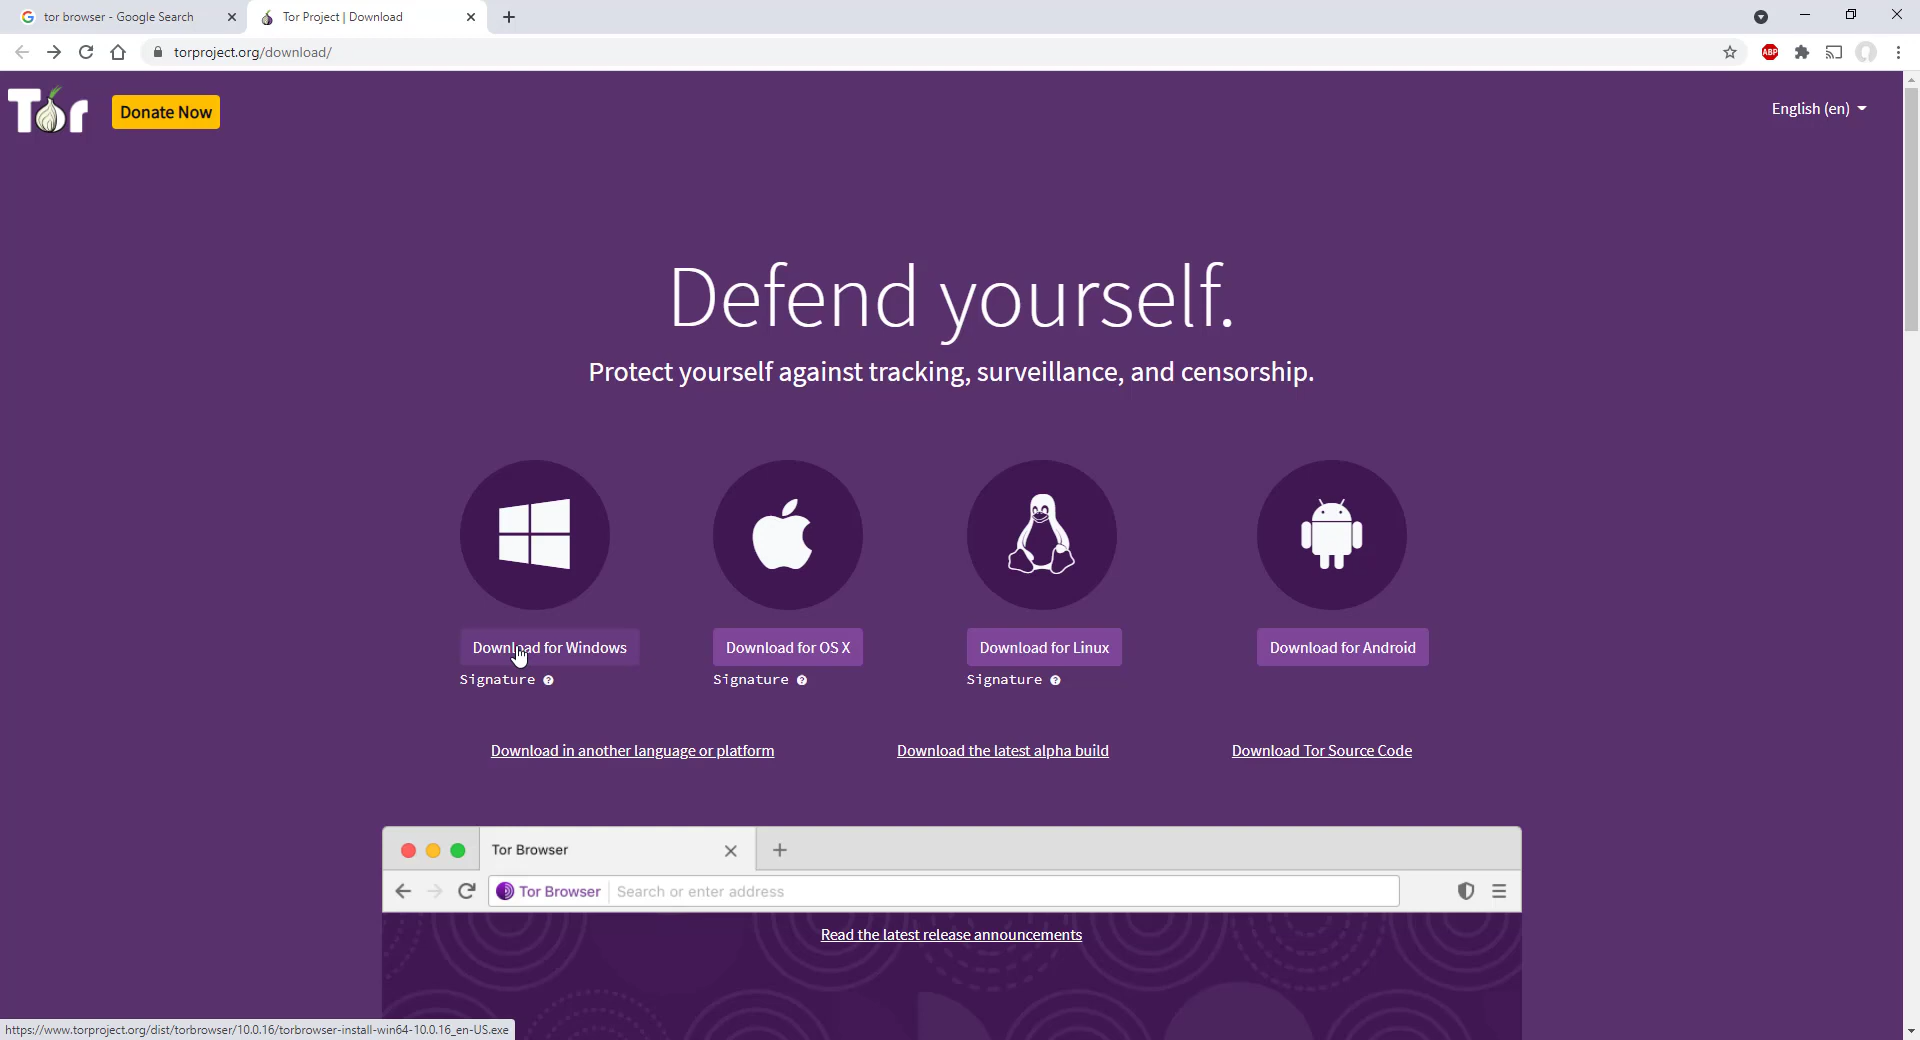 tor browser - Google Search
Tor Project | Download
torproject.org/download/
ABP
Tor
Donate Now
English (en)
Defend yourself.
Protect yourself against tracking, surveillance, and censorship.
Download for Windows
Download for OS X
Download for Linux
Download for Android
Signature ?
Signature ?
Signature ?
Download in another language or platform
Download the latest alpha build
Download Tor Source Code
Tor Browser
Tor Browser
Search or enter address
Read the latest release announcements
https://www.torproject.org/dist/torbrowser/10.0.16/torbrowser-install-win64-10.0.16_en-US.exe